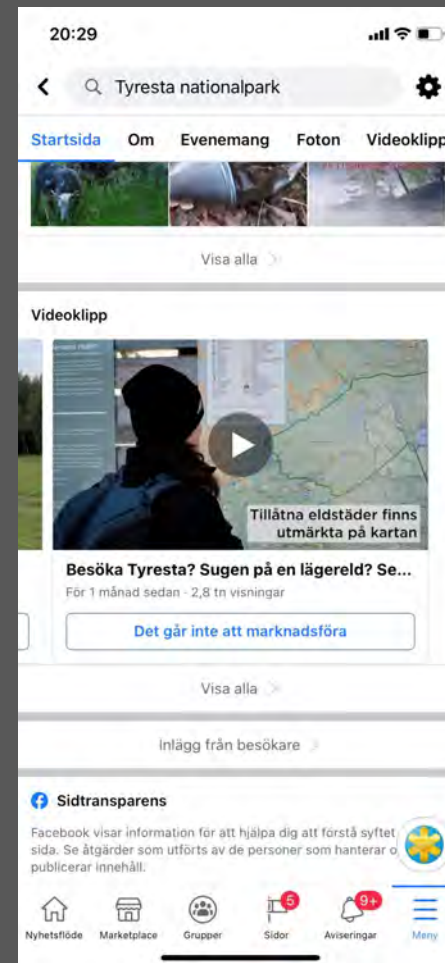 20:29
Tyresta nationalpark
Startsida Om Evenemang Foton Videoklipp
Visa alla
Videoklipp
Tillåtna eldstäder finns
utmärkta på kartan
Besöka Tyresta? Sugen på en lägereld? Se...
För 1 månad sedan · 2,8 tn visningar
Det går inte att marknadsföra
Visa alla
Inlägg från besökare
Sidtransparens
Facebook visar information för att hjälpa dig att förstå syftet
sida. Se åtgärder som utförts av de personer som hanterar o
publicerar innehåll.
5 9+
Nyhetsflöde Marketplace Grupper Sidor Aviseringar Meny